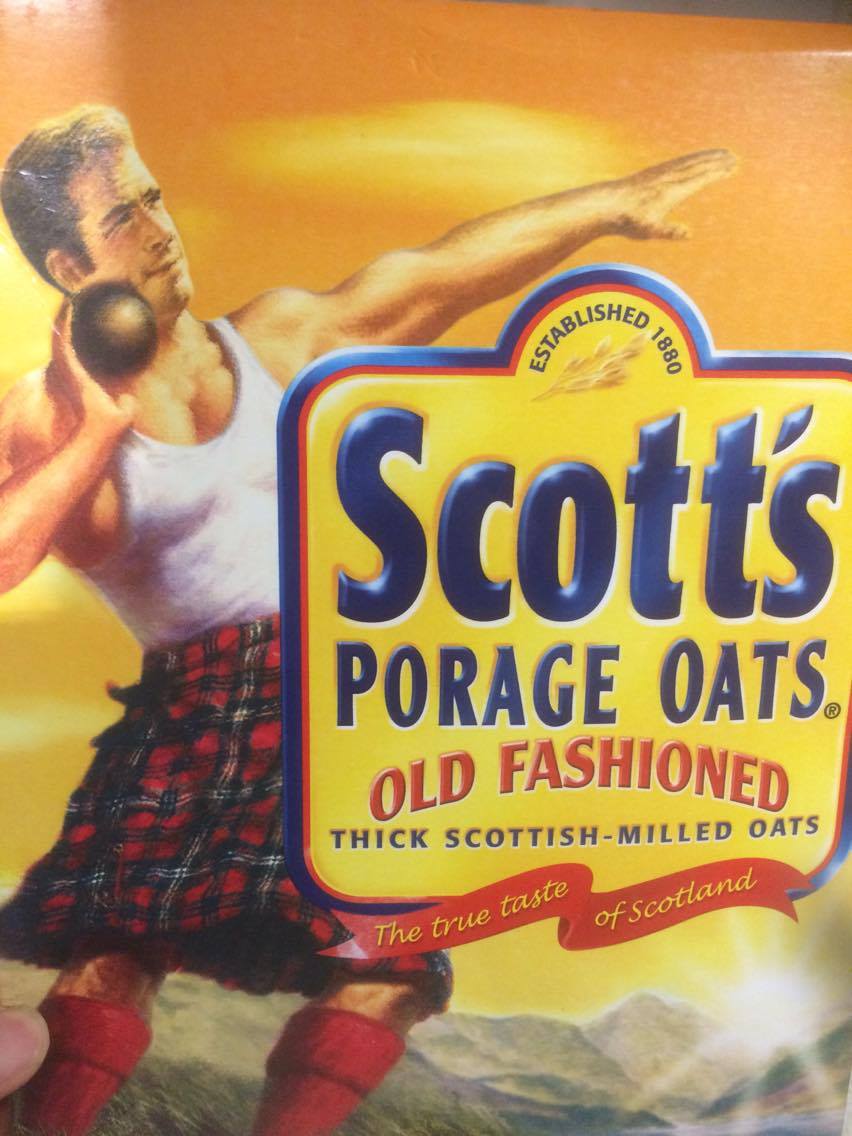 ESTABLISHED 1880
Scott's
PORAGE OATS®
OLD FASHIONED
THICK SCOTTISH-MILLED OATS
The true taste
of Scotland